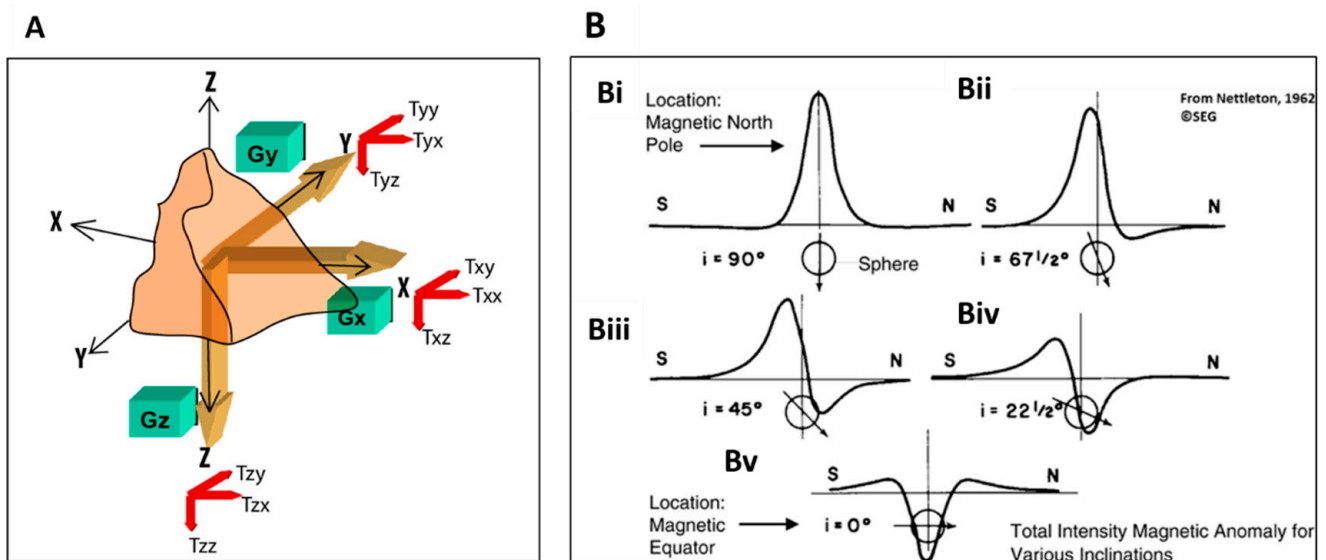 A
Z
Gy
Y
Tyy
Tyx
Tyz
X
X
Gx
Txy
Txx
Txz
Y
Gz
Z
Tzy
Tzx
Tzz
B
Bi
Location:
Magnetic North
Pole
S
N
i = 90°
Sphere
Bii
From Nettleton, 1962
©SEG
S
N
i = 67 1/2°
Biii
S
N
i = 45°
Biv
S
N
i = 22 1/2°
Bv
S
N
Location:
Magnetic
Equator
i = 0°
Total Intensity Magnetic Anomaly for
Various Inclinations